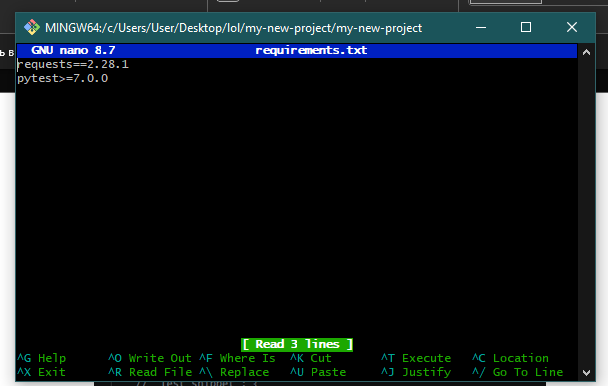 MINGW64:/c/Users/User/Desktop/lol/my-new-project/my-new-project
GNU nano 8.7 requirements.txt
requests==2.28.1
pytest>=7.0.0
[ Read 3 lines ]
^G Help ^O Write Out ^F Where Is ^K Cut ^T Execute ^C Location
^X Exit ^R Read File ^\ Replace ^U Paste ^J Justify ^/ Go To Line